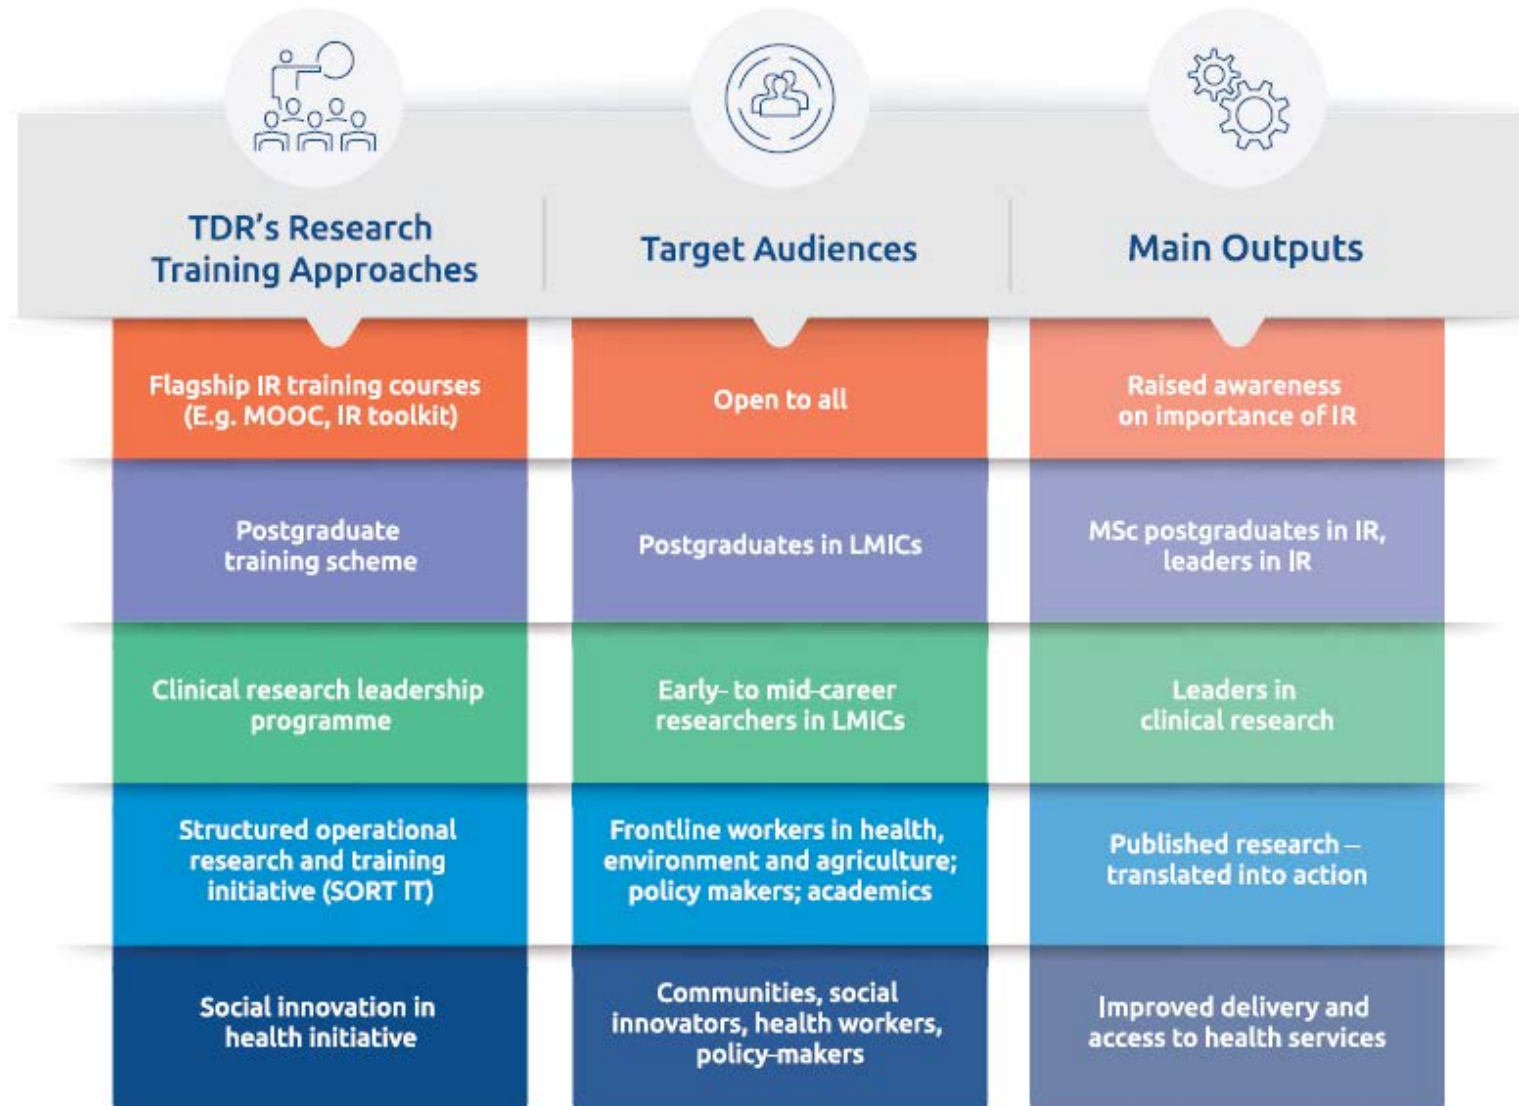 TDR's Research
Training Approaches
Target Audiences
Main Outputs
Flagship IR training courses
(E.g. MOOC, IR toolkit)
Open to all
Raised awareness
on importance of IR
Postgraduate
training scheme
Postgraduates in LMICs
MSc postgraduates in IR,
leaders in IR
Clinical research leadership
programme
Early- to mid-career
researchers in LMICs
Leaders in
clinical research
Structured operational
research and training
initiative (SORT IT)
Frontline workers in health,
environment and agriculture;
policy makers; academics
Published research –
translated into action
Social innovation in
health initiative
Communities, social
innovators, health workers,
policy-makers
Improved delivery and
access to health services